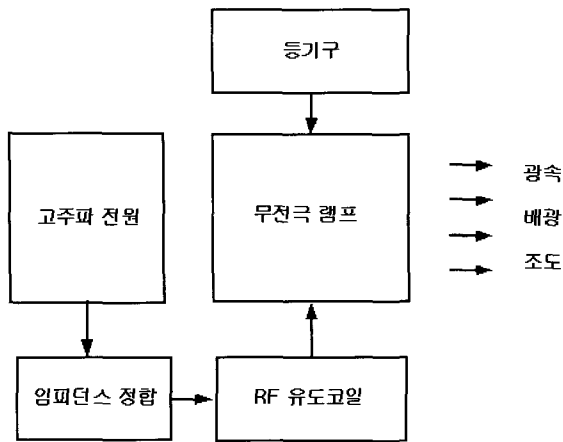 등기구
고주파 전원
무전극 램프
광속
배광
조도
임피던스 정합
RF 유도코일